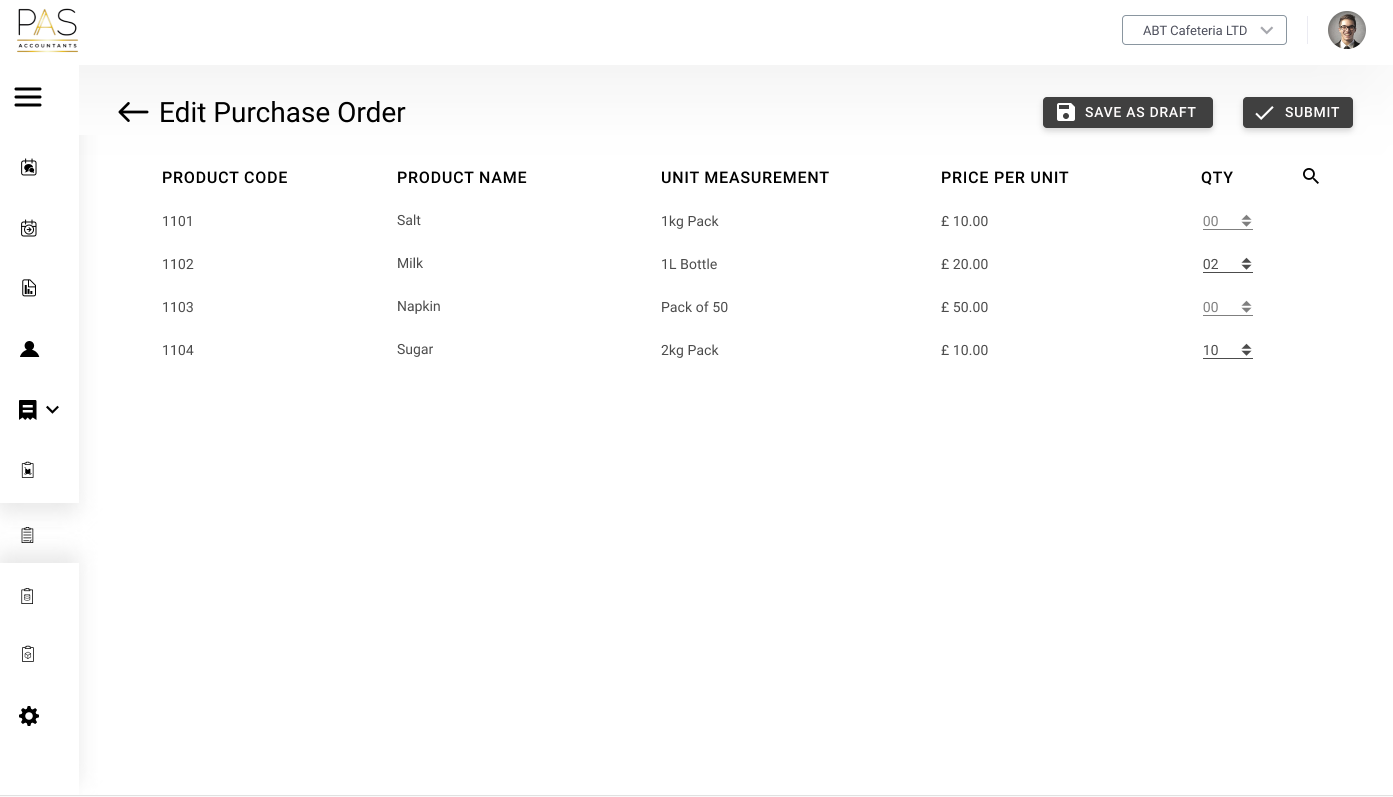 PAS
ACCOUNTANTS
ABT Cafeteria LTD
Edit Purchase Order
SAVE AS DRAFT
SUBMIT
PRODUCT CODE PRODUCT NAME UNIT MEASUREMENT PRICE PER UNIT QTY
1101 Salt 1kg Pack £ 10.00 00
1102 Milk 1L Bottle £ 20.00 02
1103 Napkin Pack of 50 £ 50.00 00
1104 Sugar 2kg Pack £ 10.00 10